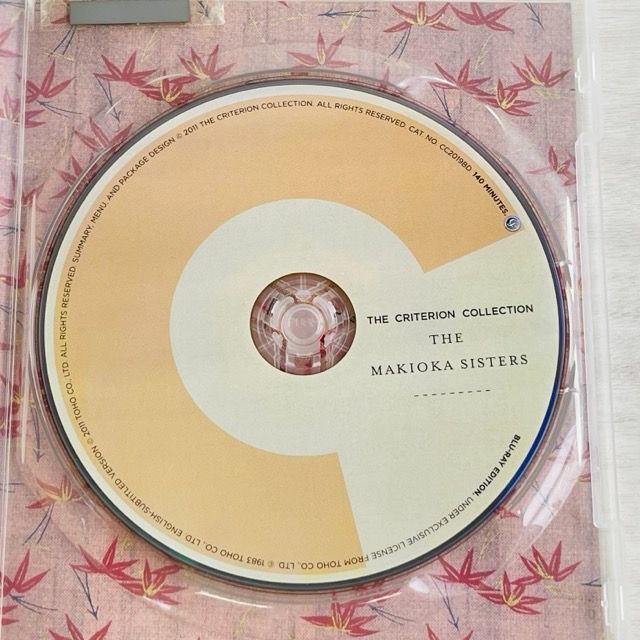 THE CRITERION COLLECTION
THE
MAKIOKA SISTERS
BLU-RAY EDITION. UNDER EXCLUSIVE LICENSE FROM TOHO CO., LTD © 1983 TOHO CO., LTD ENGLISH-SUBTITLED VERSION ℗ 2011 TOHO CO., LTD. ALL RIGHTS RESERVED. SUMMARY, MENU, AND PACKAGE DESIGN © 2011 THE CRITERION COLLECTION. ALL RIGHTS RESERVED. CAT NO. CC2019BD. 140 MINUTES.